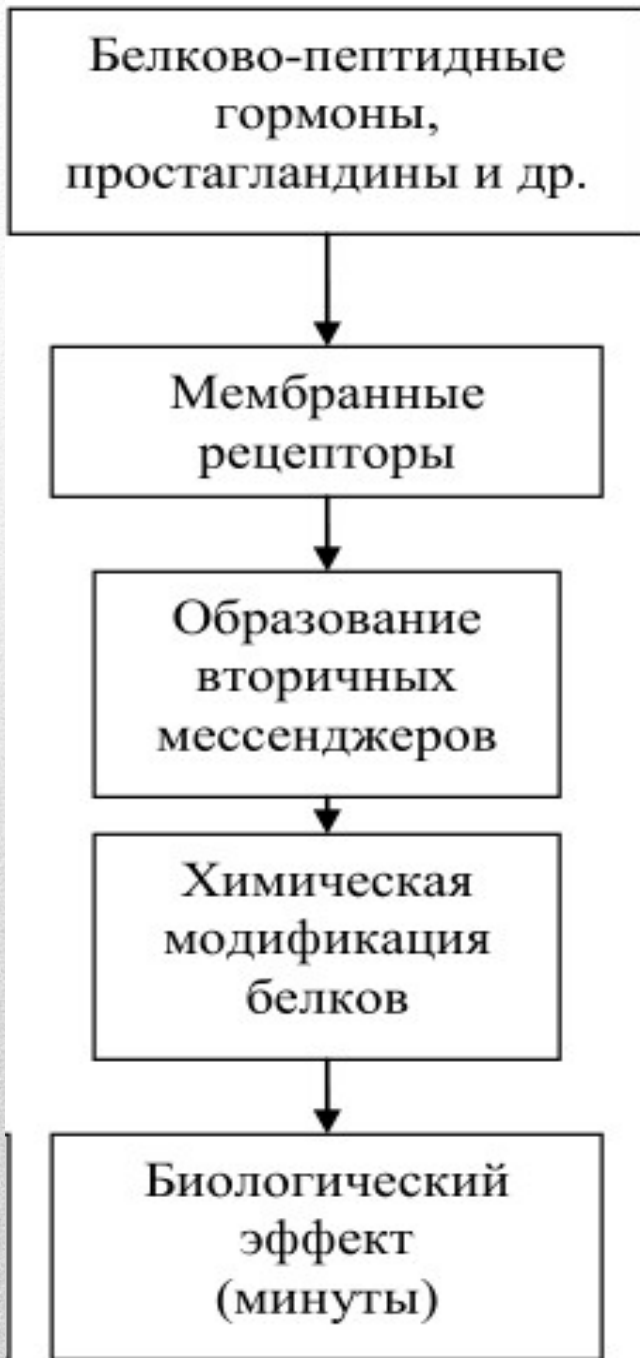 Белково-пептидные
гормоны,
простагландины и др.
Мембранные
рецепторы
Образование
вторичных
мессенджеров
Химическая
модификация
белков
Биологический
эффект
(минуты)